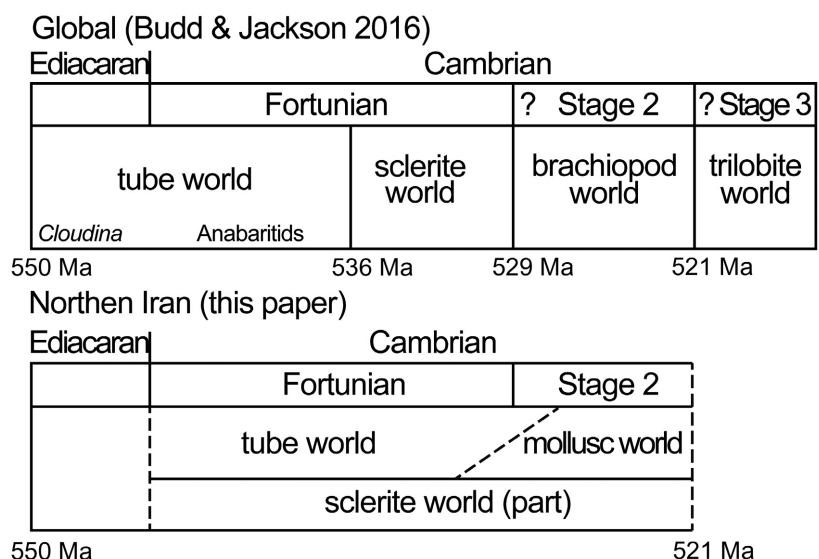 Global (Budd & Jackson 2016)
Ediacaran Cambrian
Fortunian ? Stage 2 ? Stage 3
tube world sclerite world brachiopod world trilobite world
Cloudina Anabaritids
550 Ma 536 Ma 529 Ma 521 Ma
Northen Iran (this paper)
Ediacaran Cambrian
Fortunian Stage 2
tube world mollusc world
sclerite world (part)
550 Ma 521 Ma